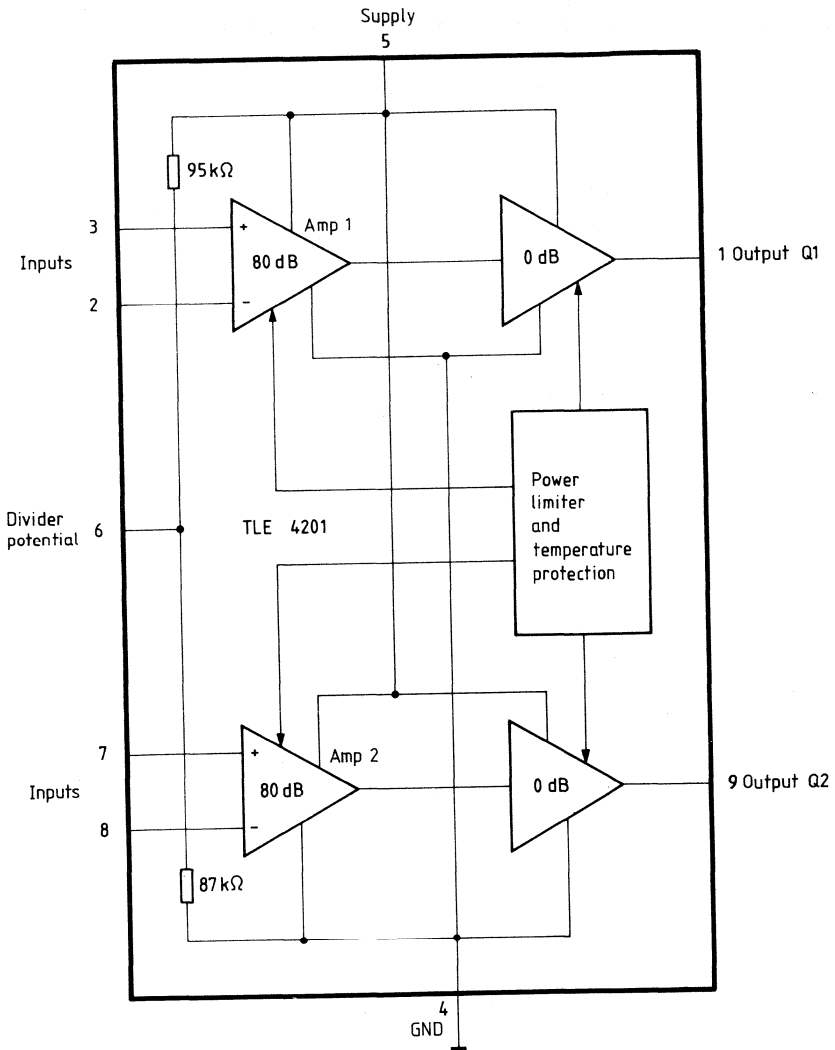 Supply
5
95kΩ
3
+
Amp 1
Inputs
80 dB
0 dB
1 Output Q1
2
−
Power
limiter
and
temperature
protection
Divider
potential 6
TLE 4201
7
+
Amp 2
Inputs
80 dB
0 dB
9 Output Q2
8
−
87kΩ
4
GND